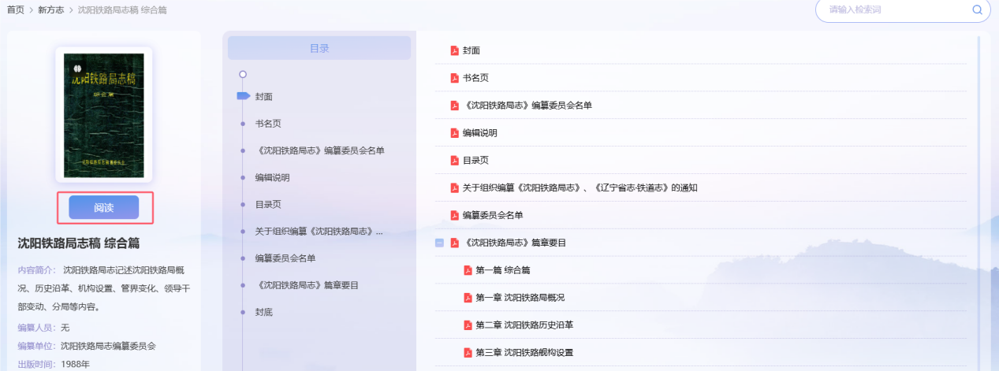 首页 > 新方志 > 沈阳铁路局志稿 综合篇
请输入检索词
沈阳铁路局志稿
综合篇
阅读
沈阳铁路局志稿 综合篇
内容简介： 沈阳铁路局志记述沈阳铁路局概
况、历史沿革、机构设置、管界变化、领导干
部变动、分局等内容。
编纂人员：无
编纂单位：沈阳铁路局志编纂委员会
出版时间：1988年
目录
封面
书名页
《沈阳铁路局志》编纂委员会名单
编辑说明
目录页
关于组织编纂《沈阳铁路局志》...
编纂委员会名单
《沈阳铁路局志》篇章要目
封底
封面
书名页
《沈阳铁路局志》编纂委员会名单
编辑说明
目录页
关于组织编纂《沈阳铁路局志》、《辽宁省志·铁道志》的通知
编纂委员会名单
《沈阳铁路局志》篇章要目
第一篇 综合篇
第一章 沈阳铁路局概况
第二章 沈阳铁路历史沿革
第三章 沈阳铁路舰构设置